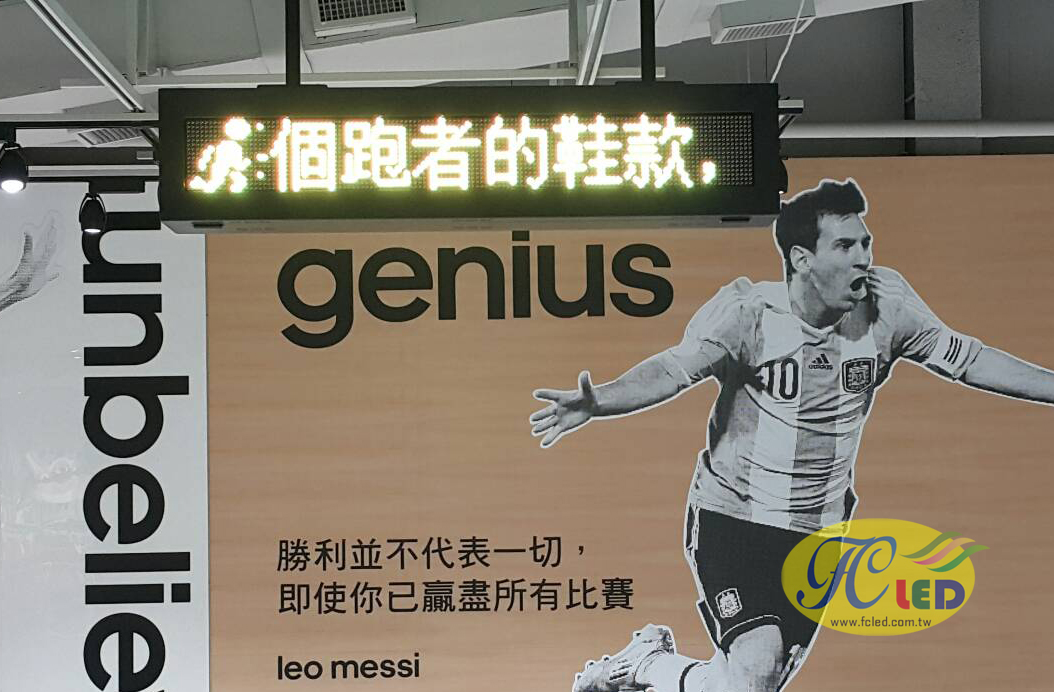 個跑者的鞋款,
genius
unbelie
adidas
10
勝利並不代表一切，
即使你已贏盡所有比賽
leo messi
FC LED
www.fcled.com.tw